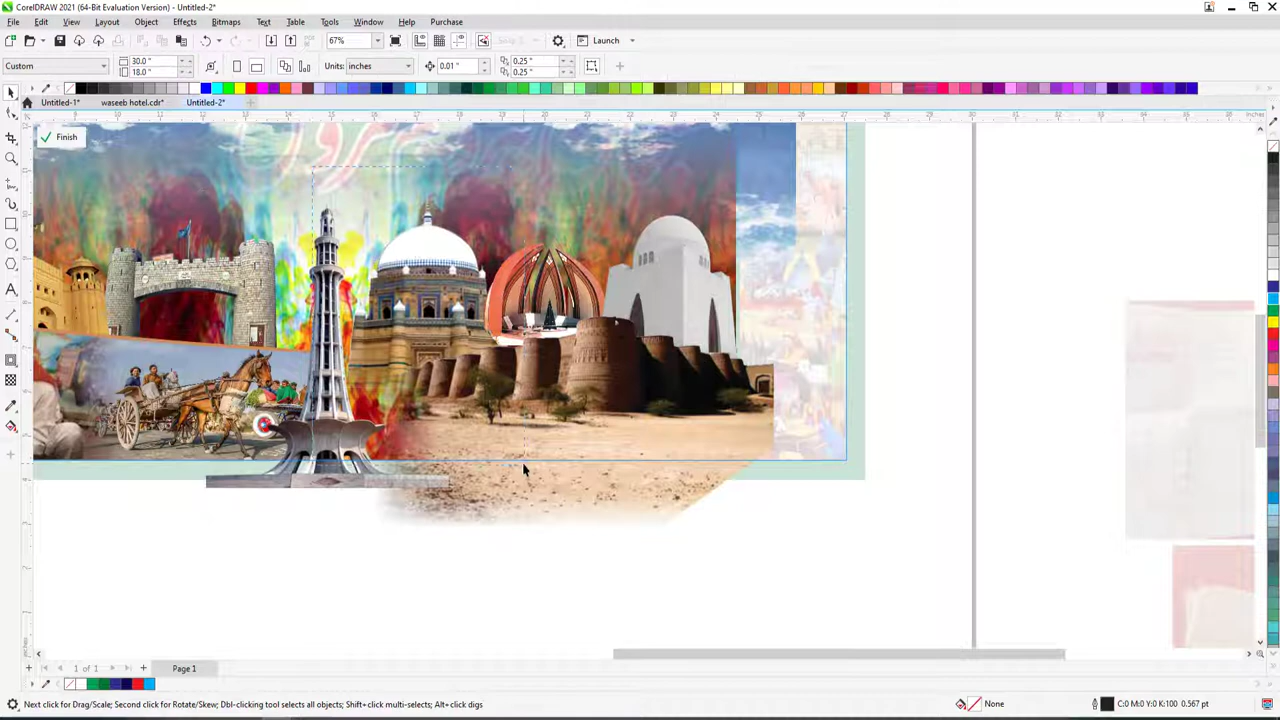 CorelDRAW 2021 (64-Bit Evaluation Version) - Untitled-2*
File Edit View Layout Object Effects Bitmaps Text Table Tools Window Help Purchase
67% Snap To Launch
Custom 30.0 " 18.0 " Units: inches 0.01 " 0.25 " 0.25 "
Untitled-1* waseeb hotel.cdr* Untitled-2*
Finish
1 of 1 Page 1
Next click for Drag/Scale; Second click for Rotate/Skew; Dbl-clicking tool selects all objects; Shift+click multi-selects; Alt+click digs None C:0 M:0 Y:0 K:100 0.567 pt